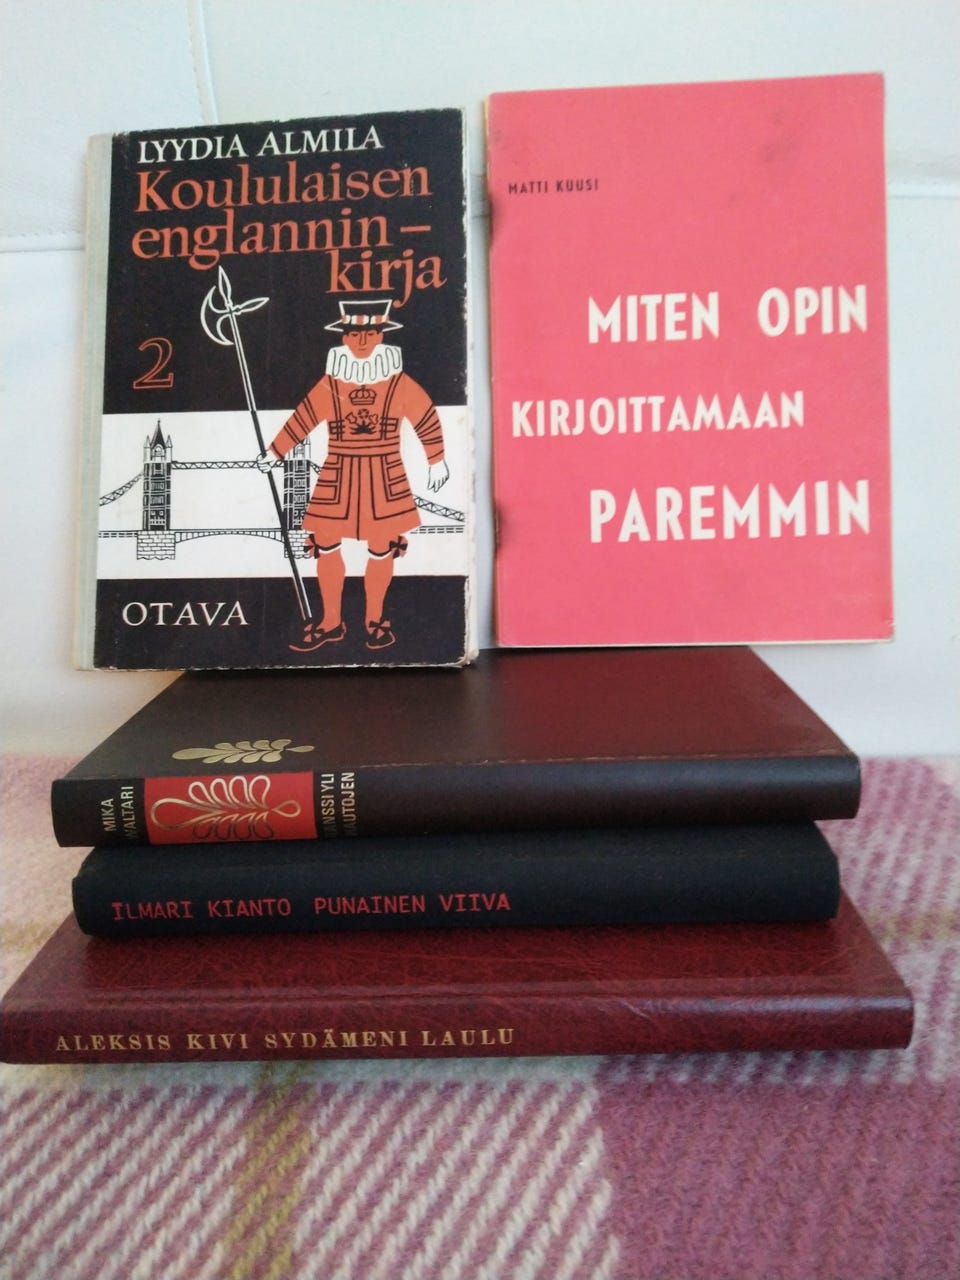 LYYDIA ALMILA
Koululaisen
englannin-
kirja
2
OTAVA
MATTI KUUSI
MITEN OPIN
KIRJOITTAMAAN
PAREMMIN
MIKA
WALTARI
TANSSI YLI
HAUTOJEN
ILMARI KIANTO PUNAINEN VIIVA
ALEKSIS KIVI SYDÄMENI LAULU